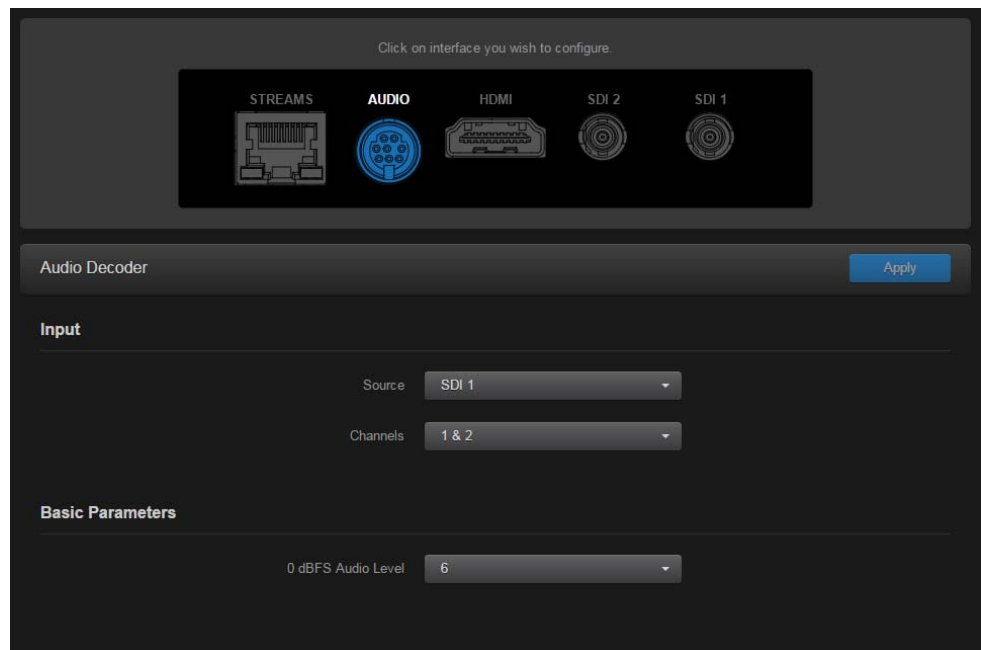 Click on interface you wish to configure.
STREAMS AUDIO HDMI SDI 2 SDI 1
Audio Decoder Apply
Input
Source SDI 1
Channels 1 & 2
Basic Parameters
0 dBFS Audio Level 6